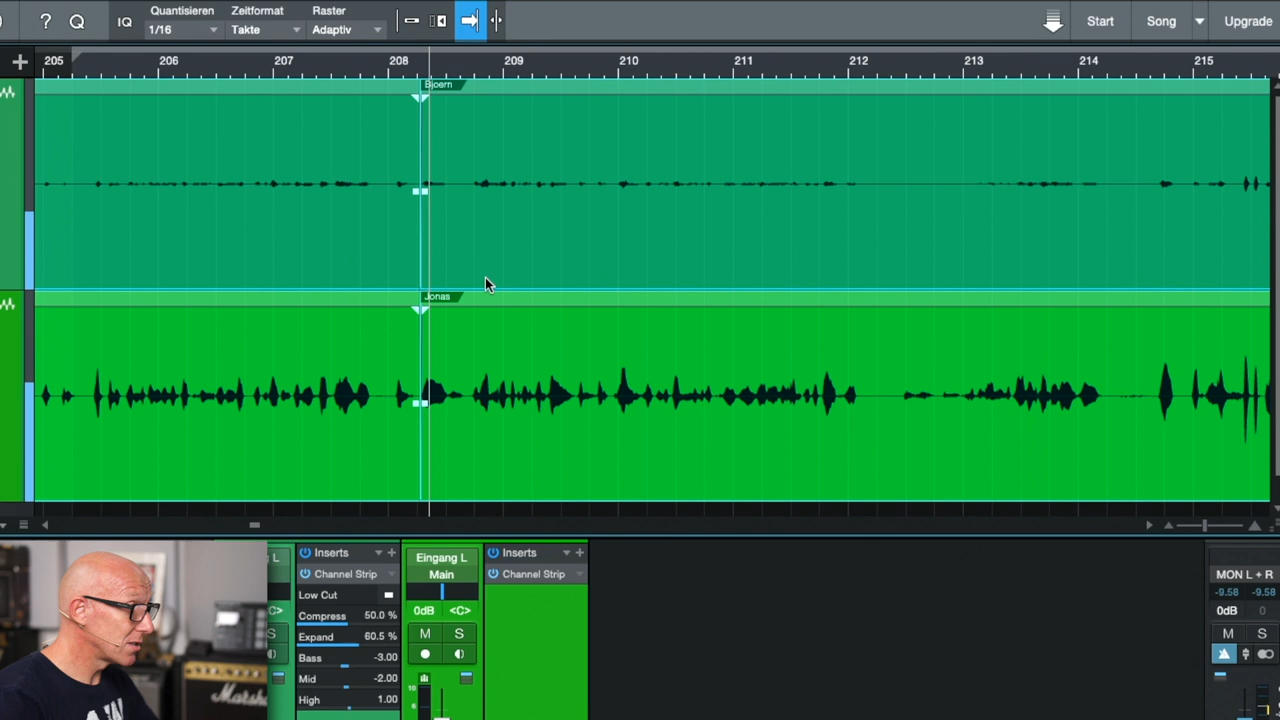 ? IQ Quantisieren Zeitformat Raster
1/16 Takte Adaptiv
Start Song Upgrade
205 206 207 208 209 210 211 212 213 214 215
Bjoern
Jonas
L Inserts Eingang L Inserts
Channel Strip Main Channel Strip
MON L + R
Low Cut
-9.58 -9.58
C> Compress 50.0 % 0dB <C> 0dB 0
S Expand 60.5 % M S M S
Bass -3.00
Mid -2.00
10
High 1.00
6
Marshall